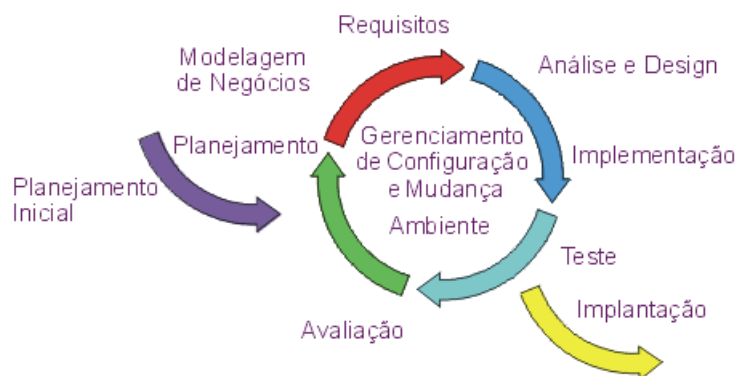 Requisitos
Modelagem
de Negócios
Análise e Design
Planejamento
Gerenciamento
de Configuração
e Mudança
Implementação
Planejamento
Inicial
Ambiente
Teste
Implantação
Avaliação